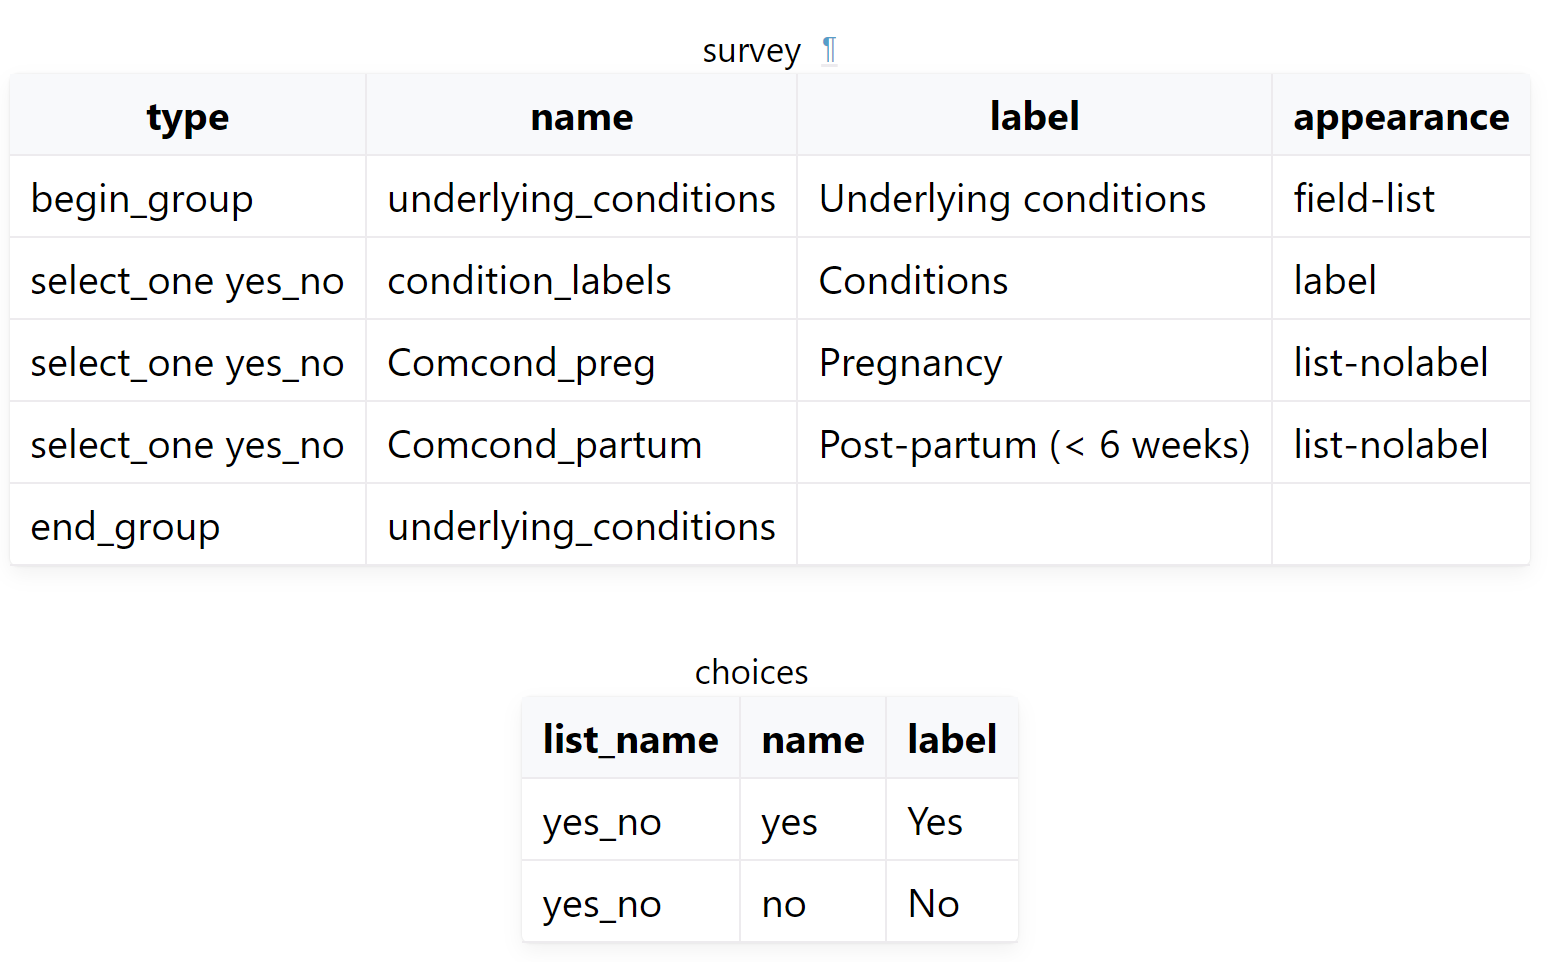 survey ¶
type name label appearance
begin_group underlying_conditions Underlying conditions field-list
select_one yes_no condition_labels Conditions label
select_one yes_no Comcond_preg Pregnancy list-nolabel
select_one yes_no Comcond_partum Post-partum (< 6 weeks) list-nolabel
end_group underlying_conditions
choices
list_name name label
yes_no yes Yes
yes_no no No